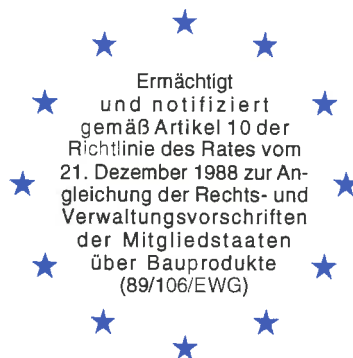 Ermächtigt
und notifiziert
gemäß Artikel 10 der
Richtlinie des Rates vom
21. Dezember 1988 zur An-
gleichung der Rechts- und
Verwaltungsvorschriften
der Mitgliedstaaten
über Bauprodukte
(89/106/EWG)